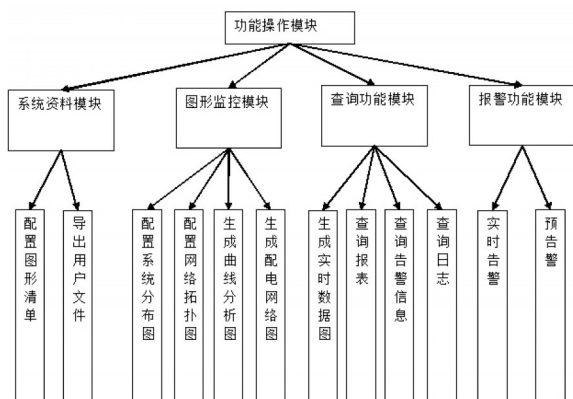 功能操作模块
系统资料模块
图形监控模块
查询功能模块
报警功能模块
配置图形清单
导出用户文件
配置系统分布图
配置网络拓扑图
生成曲线分析图
生成配电网络图
生成实时数据图
查询报表
查询告警信息
查询日志
实时告警
预告警